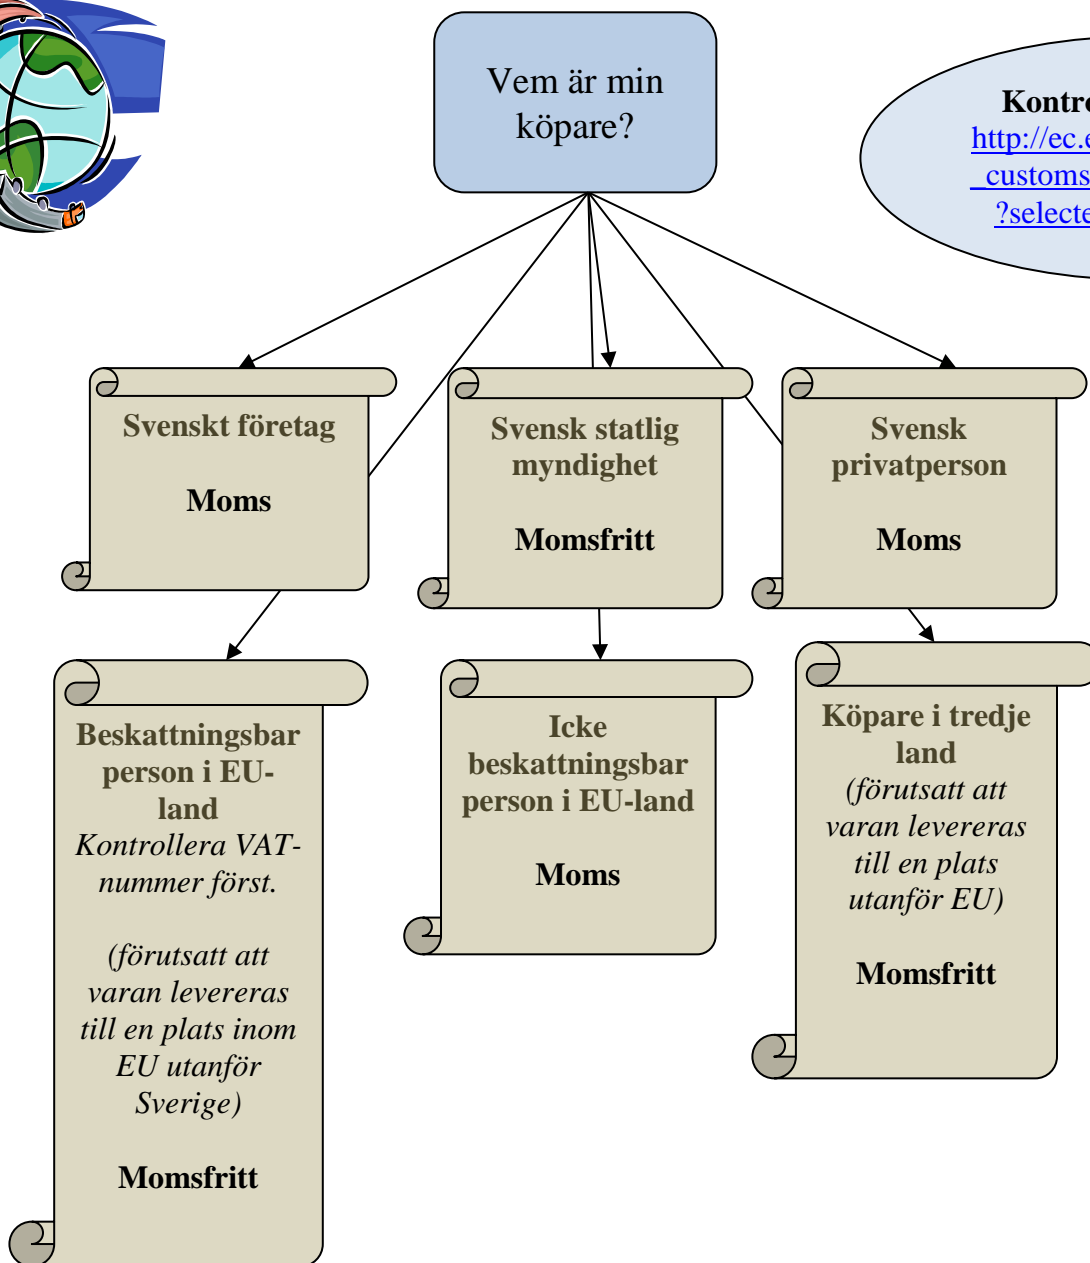 Vem är min
köpare?
http://ec.e
_customs
?selecte
Svenskt företag
Moms
Svensk statlig
myndighet
Momsfritt
Svensk
privatperson
Moms
Beskattningsbar
person i EU-
land
Kontrollera VAT-
nummer först.
(förutsatt att
varan levereras
till en plats inom
EU utanför
Sverige)
Momsfritt
Icke
beskattningsbar
person i EU-land
Moms
Köpare i tredje
land
(förutsatt att
varan levereras
till en plats
utanför EU)
Momsfritt